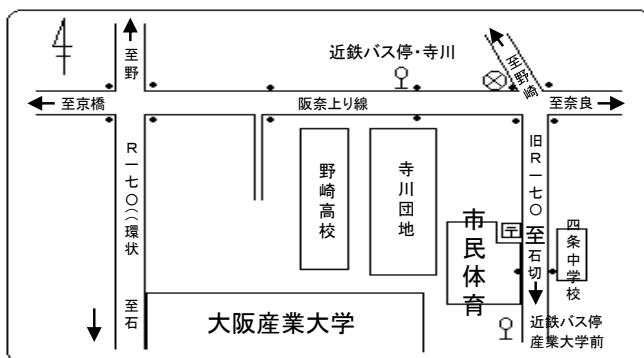 至野
近鉄バス停・寺川
至野崎
至京橋
阪奈上り線
至奈良
R一七〇((環状
野崎高校
寺川団地
旧R一七〇
至石切
市民体育
〒
四条中学校
至石
大阪産業大学
近鉄バス停
産業大学前